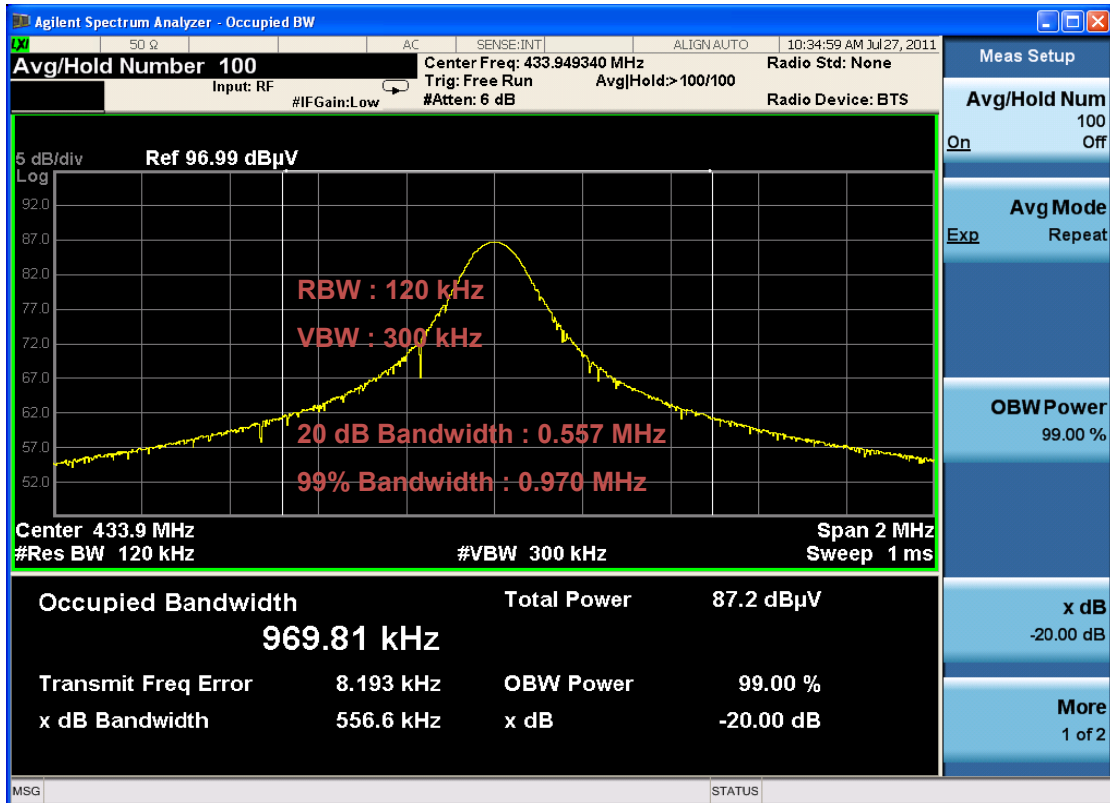 Agilent Spectrum Analyzer - Occupied BW
LXI 50 Ω AC SENSE:INT ALIGN AUTO 10:34:59 AM Jul 27, 2011
Avg/Hold Number 100
Center Freq: 433.949340 MHz
Radio Std: None
Input: RF
Trig: Free Run
Avg|Hold:> 100/100
#IFGain:Low
#Atten: 6 dB
Radio Device: BTS
5 dB/div
Ref 96.99 dBµV
Log
92.0
87.0
82.0
77.0
72.0
67.0
62.0
57.0
52.0
RBW : 120 kHz
VBW : 300 kHz
20 dB Bandwidth : 0.557 MHz
99% Bandwidth : 0.970 MHz
Center 433.9 MHz
Span 2 MHz
#Res BW 120 kHz
#VBW 300 kHz
Sweep 1 ms
Occupied Bandwidth
Total Power 87.2 dBµV
969.81 kHz
Transmit Freq Error 8.193 kHz
OBW Power 99.00 %
x dB Bandwidth 556.6 kHz
x dB -20.00 dB
Meas Setup
Avg/Hold Num
100
On Off
Avg Mode
Exp Repeat
OBW Power
99.00 %
x dB
-20.00 dB
More
1 of 2
MSG
STATUS